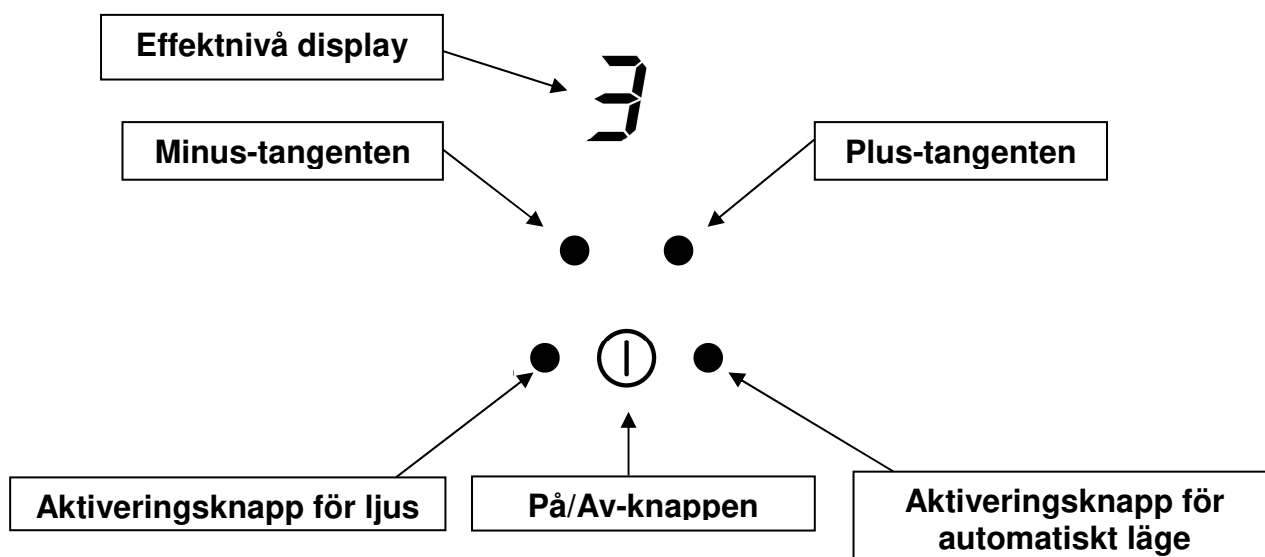 Effektnivå display
3
Minus-tangenten
Plus-tangenten
Aktiveringsknapp för ljus
På/Av-knappen
Aktiveringsknapp för
automatiskt läge